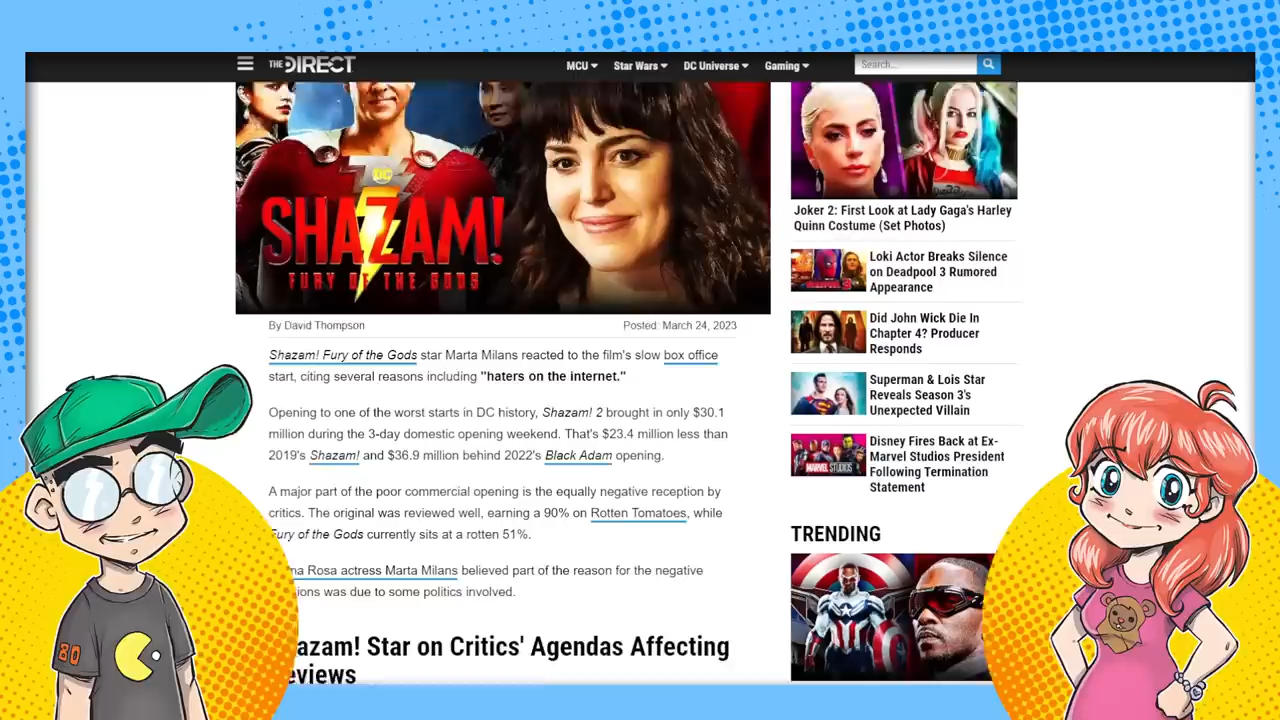 THE DIRECT
MCU
Star Wars
DC Universe
Gaming
Search...
DC
SHAZAM!
FURY OF THE GODS
By David Thompson
Posted: March 24, 2023
Shazam! Fury of the Gods star Marta Milans reacted to the film's slow box office
start, citing several reasons including "haters on the internet."
Opening to one of the worst starts in DC history, Shazam! 2 brought in only $30.1
million during the 3-day domestic opening weekend. That's $23.4 million less than
2019's Shazam! and $36.9 million behind 2022's Black Adam opening.
A major part of the poor commercial opening is the equally negative reception by
critics. The original was reviewed well, earning a 90% on Rotten Tomatoes, while
Fury of the Gods currently sits at a rotten 51%.
Rosa actress Marta Milans believed part of the reason for the negative
was due to some politics involved.
Star on Critics' Agendas Affecting
Joker 2: First Look at Lady Gaga's Harley
Quinn Costume (Set Photos)
Loki Actor Breaks Silence
on Deadpool 3 Rumored
Appearance
Did John Wick Die In
Chapter 4? Producer
Responds
Superman & Lois Star
Reveals Season 3's
Unexpected Villain
MARVEL STUDIOS
Disney Fires Back at Ex-
Marvel Studios President
Following Termination
Statement
TRENDING
80